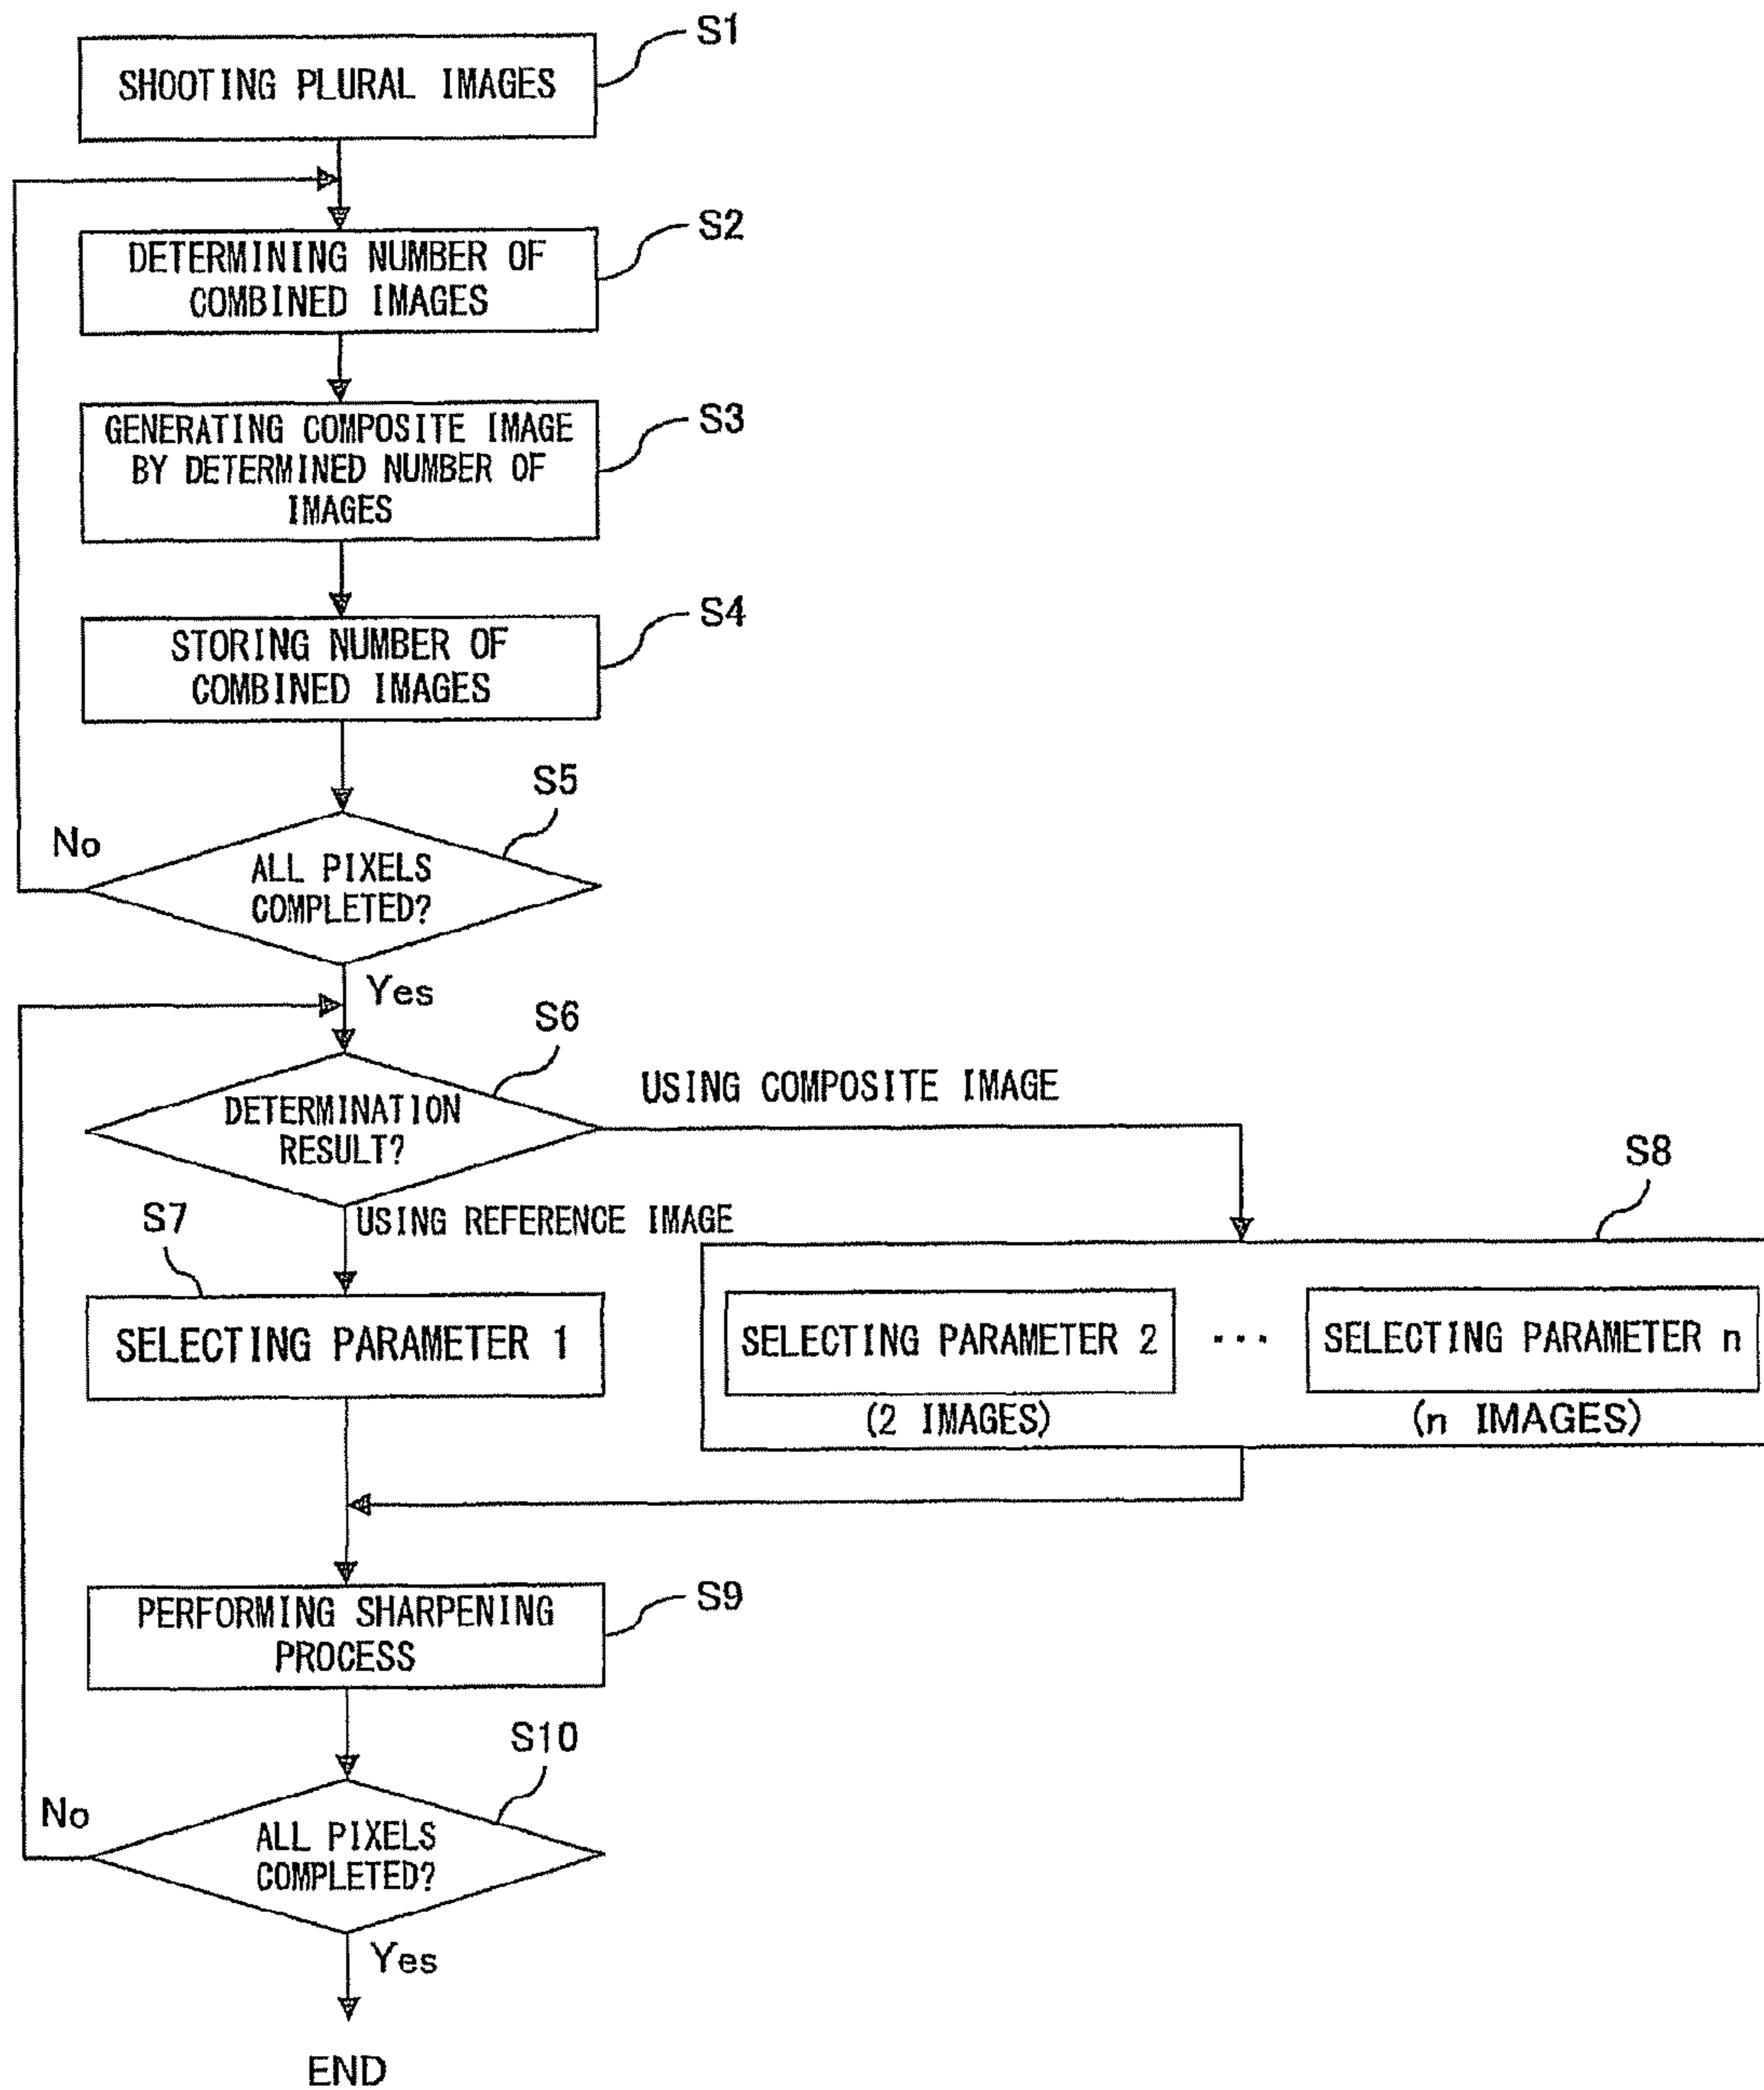 S1
SHOOTING PLURAL IMAGES
S2
DETERMINING NUMBER OF
COMBINED IMAGES
S3
GENERATING COMPOSITE IMAGE
BY DETERMINED NUMBER OF
IMAGES
S4
STORING NUMBER OF
COMBINED IMAGES
S5
No
ALL PIXELS
COMPLETED?
Yes
S6
USING COMPOSITE IMAGE
DETERMINATION
RESULT?
S8
S7
USING REFERENCE IMAGE
SELECTING PARAMETER 1
SELECTING PARAMETER 2
...
SELECTING PARAMETER n
(2 IMAGES)
(n IMAGES)
S9
PERFORMING SHARPENING
PROCESS
S10
No
ALL PIXELS
COMPLETED?
Yes
END